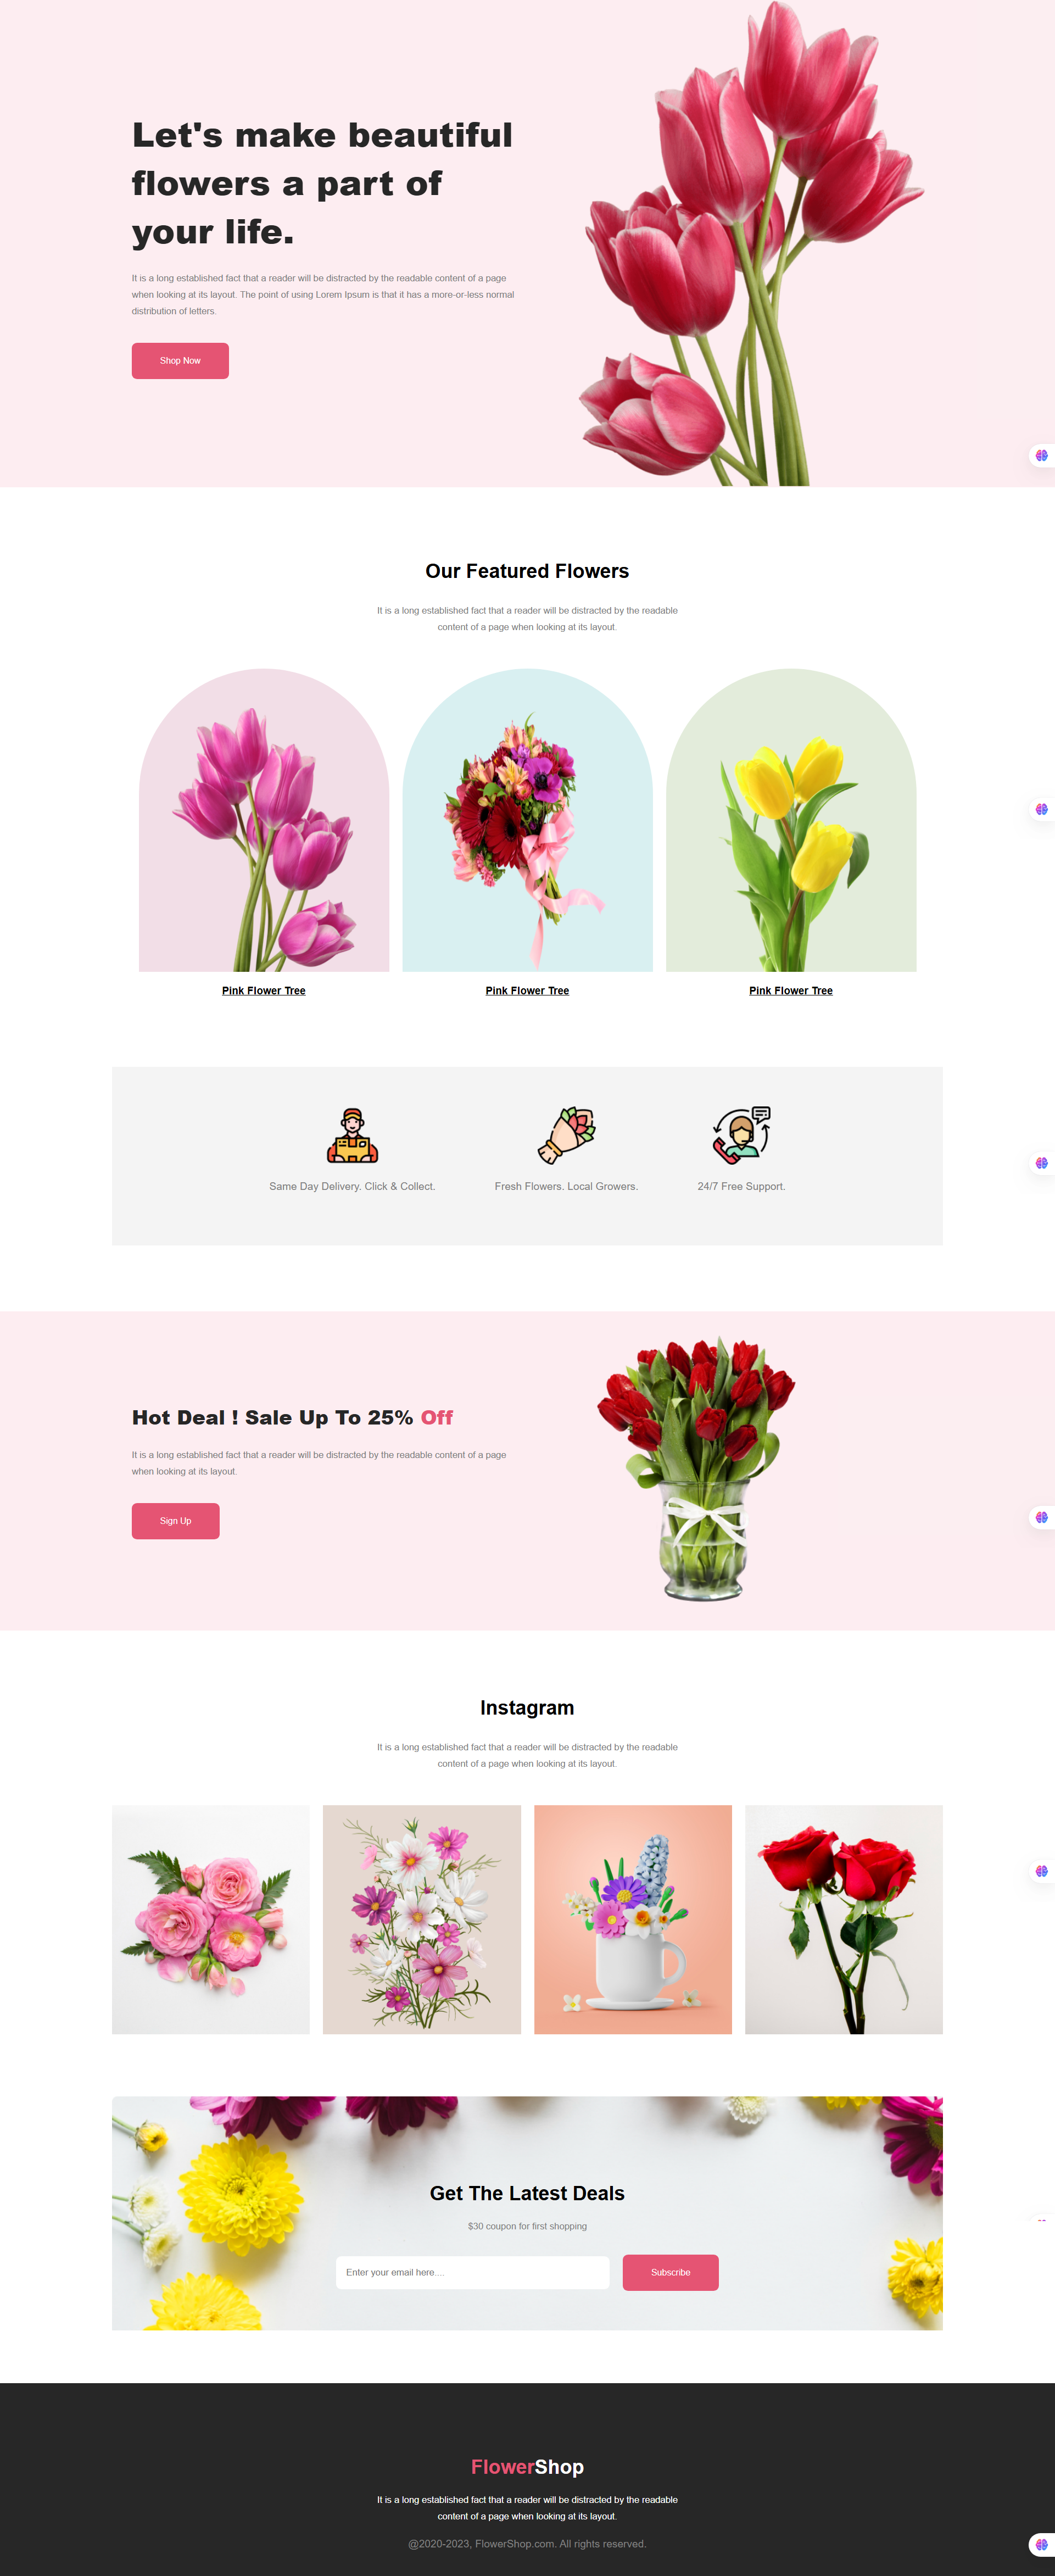 Let's make beautiful
flowers a part of
your life.
It is a long established fact that a reader will be distracted by the readable content of a page
when looking at its layout. The point of using Lorem Ipsum is that it has a more-or-less normal
distribution of letters.
Shop Now
Our Featured Flowers
It is a long established fact that a reader will be distracted by the readable
content of a page when looking at its layout.
Pink Flower Tree
Pink Flower Tree
Pink Flower Tree
Same Day Delivery. Click & Collect.
Fresh Flowers. Local Growers.
24/7 Free Support.
Hot Deal ! Sale Up To 25% Off
It is a long established fact that a reader will be distracted by the readable content of a page
when looking at its layout.
Sign Up
Instagram
It is a long established fact that a reader will be distracted by the readable
content of a page when looking at its layout.
Get The Latest Deals
$30 coupon for first shopping
Enter your email here....
Subscribe
FlowerShop
It is a long established fact that a reader will be distracted by the readable
content of a page when looking at its layout.
@2020-2023, FlowerShop.com. All rights reserved.